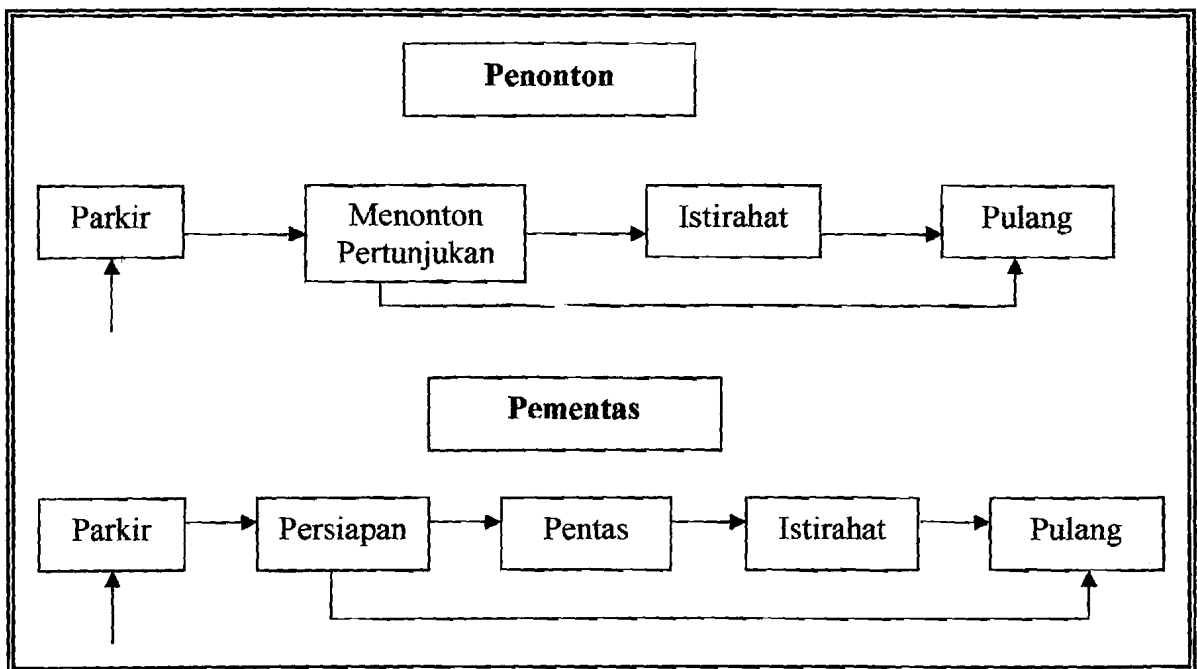 Penonton
Parkir
Menonton
Pertunjukan
Istirahat
Pulang
Pementas
Parkir
Persiapan
Pentas
Istirahat
Pulang